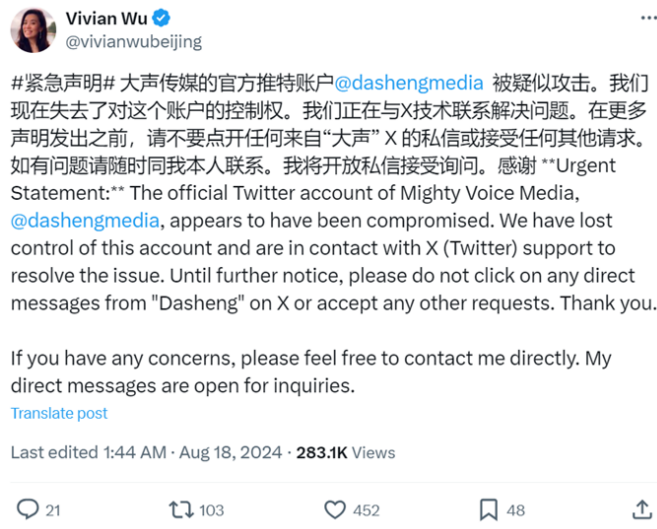 Vivian Wu
@vivianwubeijing
#紧急声明# 大声传媒的官方推特账户@dashengmedia 被疑似攻击。我们
现在失去了对这个账户的控制权。我们正在与X技术联系解决问题。在更多
声明发出之前，请不要点开任何来自“大声” X 的私信或接受任何其他请求。
如有问题请随时同我本人联系。我将开放私信接受询问。感谢 **Urgent
Statement:** The official Twitter account of Mighty Voice Media,
@dashengmedia, appears to have been compromised. We have lost
control of this account and are in contact with X (Twitter) support to
resolve the issue. Until further notice, please do not click on any direct
messages from "Dasheng" on X or accept any other requests. Thank you.
If you have any concerns, please feel free to contact me directly. My
direct messages are open for inquiries.
Translate post
Last edited 1:44 AM · Aug 18, 2024 · 283.1K Views
21 103 452 48